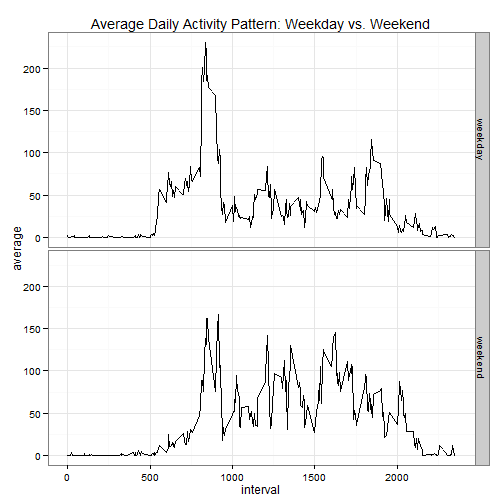 Average Daily Activity Pattern: Weekday vs. Weekend
200
150
100
50
0
weekday
average
200
150
100
50
0
weekend
0 500 1000 1500 2000
interval